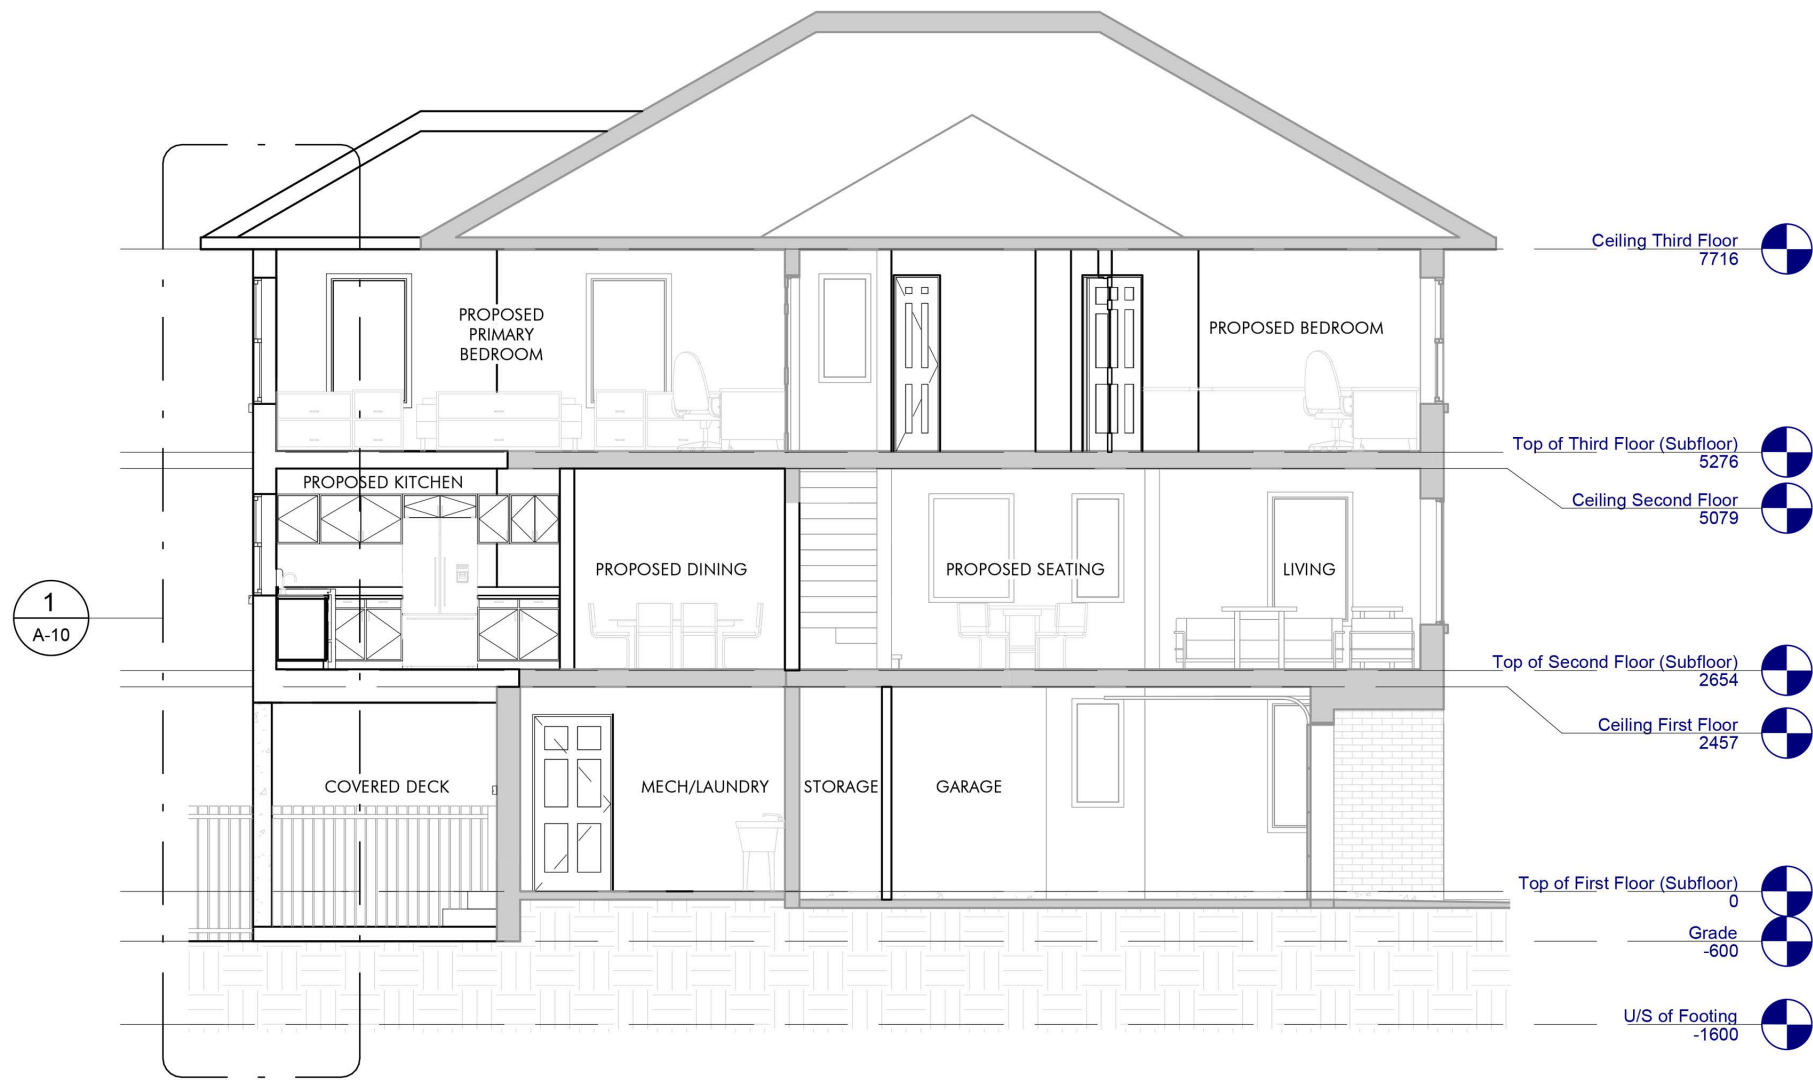 Ceiling Third Floor
7716
PROPOSED
PRIMARY
BEDROOM
PROPOSED BEDROOM
Top of Third Floor (Subfloor)
5276
PROPOSED KITCHEN
Ceiling Second Floor
5079
PROPOSED DINING
PROPOSED SEATING
LIVING
1
A-10
Top of Second Floor (Subfloor)
2654
Ceiling First Floor
2457
COVERED DECK
MECH/LAUNDRY
STORAGE
GARAGE
Top of First Floor (Subfloor)
0
Grade
-600
U/S of Footing
-1600